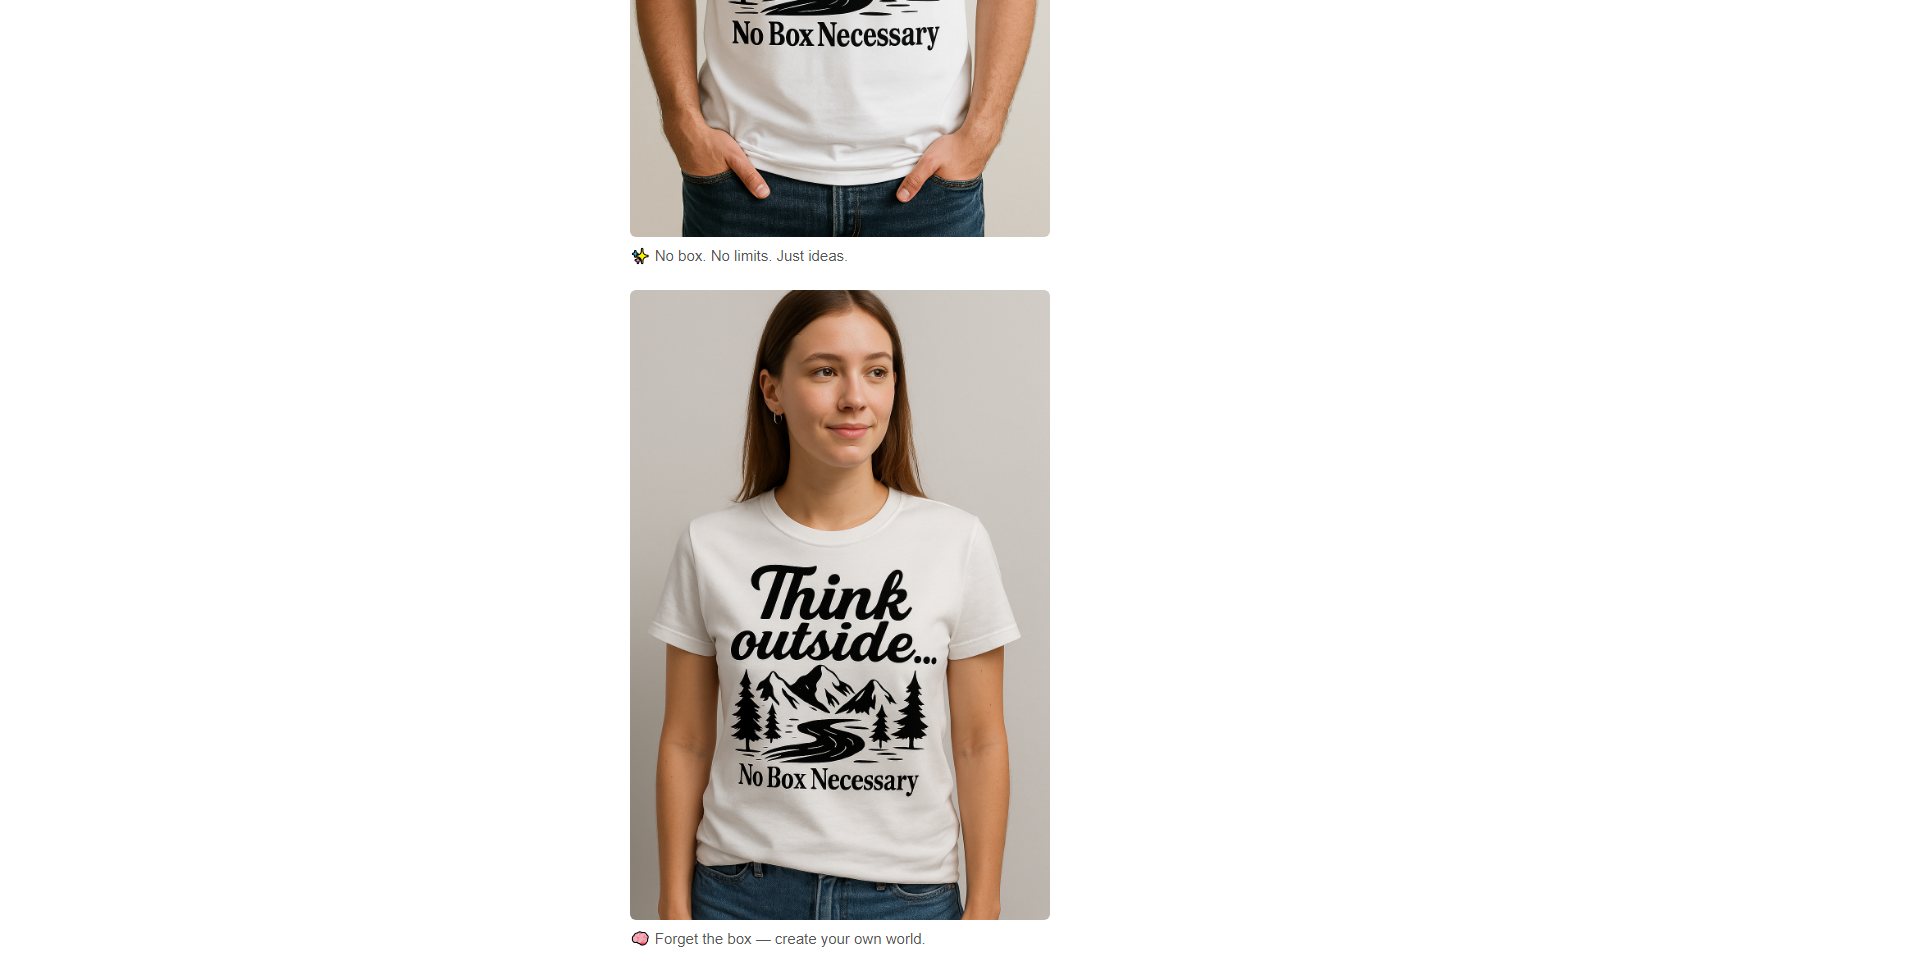 No Box Necessary
✨ No box. No limits. Just ideas.
Think
outside...
No Box Necessary
🧠 Forget the box — create your own world.